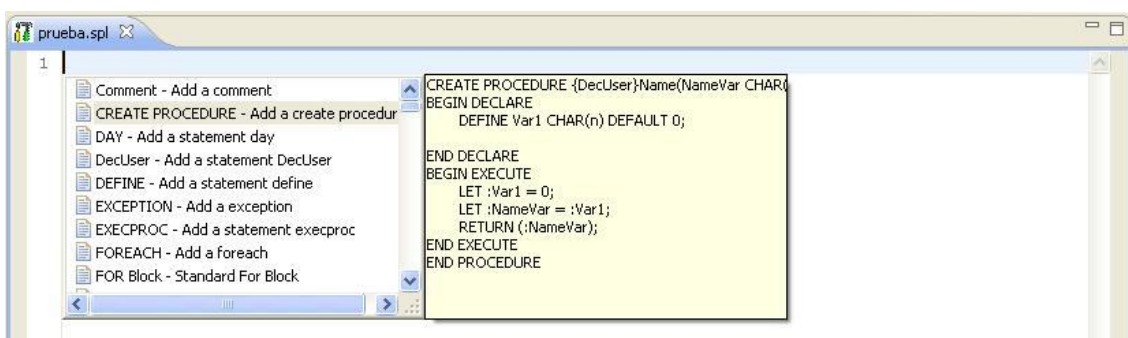 prueba.spl
1
Comment - Add a comment
CREATE PROCEDURE - Add a create procedur
DAY - Add a statement day
DecUser - Add a statement DecUser
DEFINE - Add a statement define
EXCEPTION - Add a exception
EXECPROC - Add a statement execproc
FOREACH - Add a foreach
FOR Block - Standard For Block
CREATE PROCEDURE {DecUser}Name(NameVar CHAR(
BEGIN DECLARE
DEFINE Var1 CHAR(n) DEFAULT 0;
END DECLARE
BEGIN EXECUTE
LET :Var1 = 0;
LET :NameVar = :Var1;
RETURN (:NameVar);
END EXECUTE
END PROCEDURE